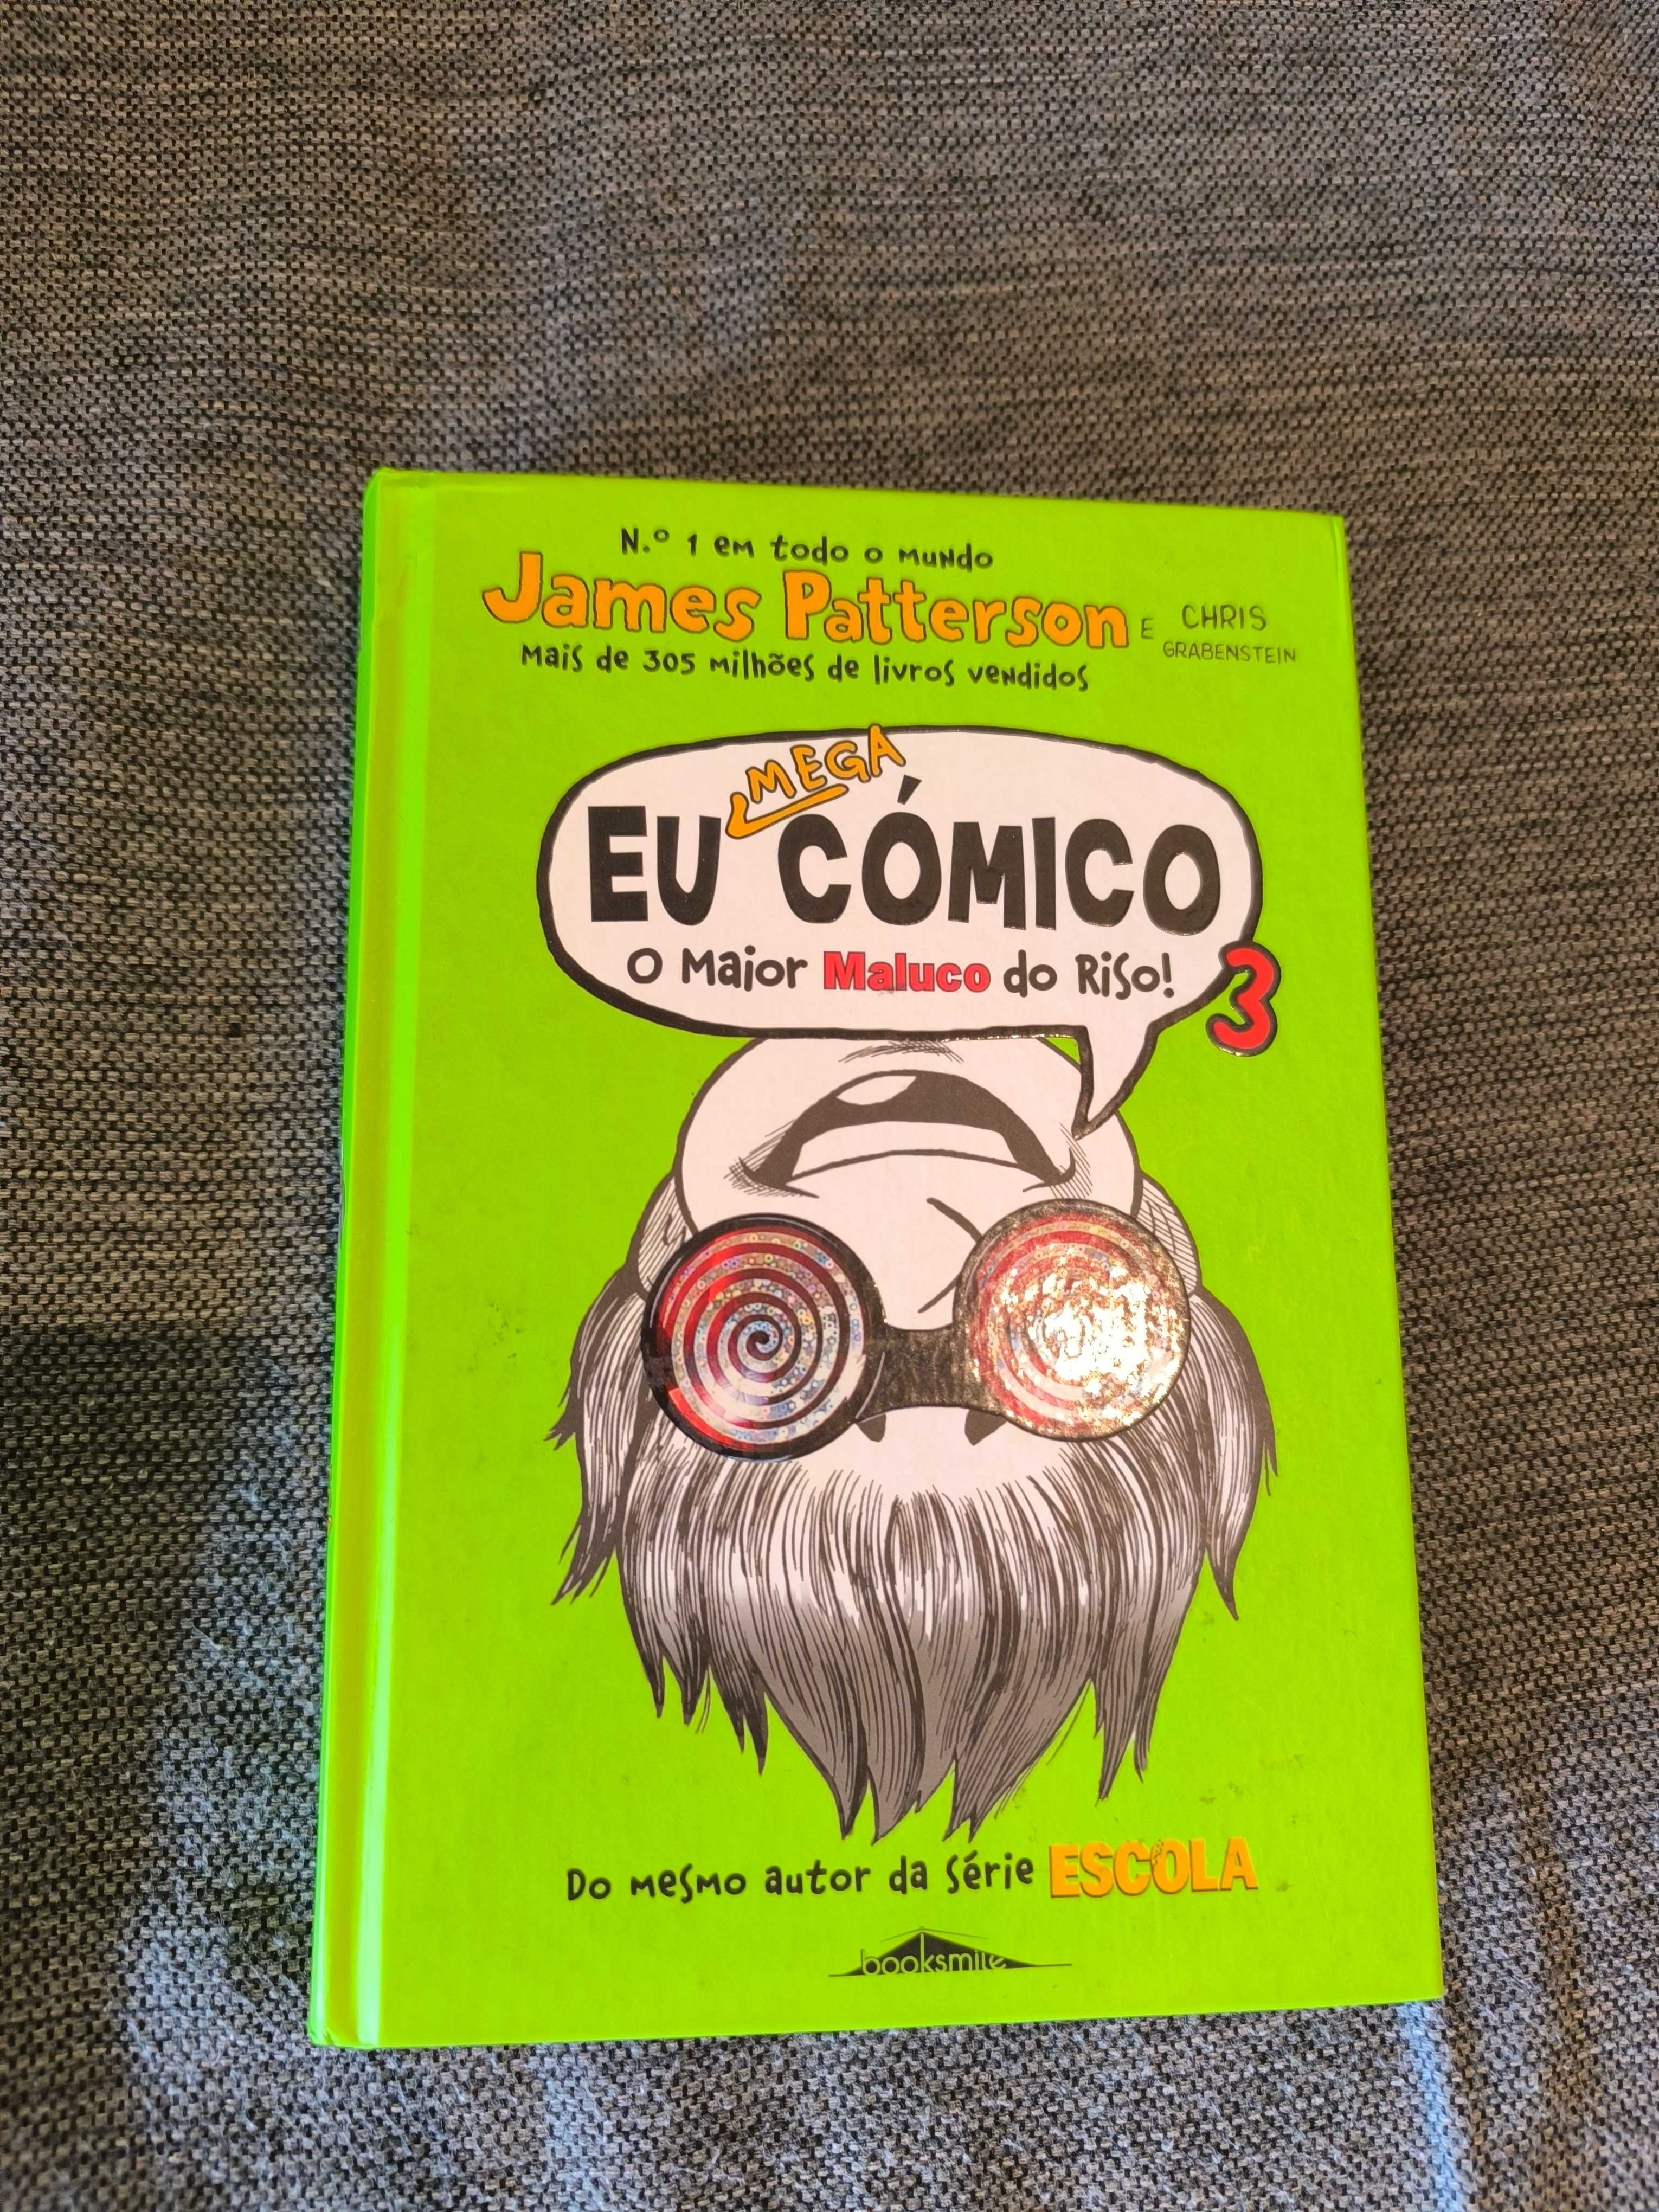 N.º 1 em todo o mundo
James Patterson E CHRIS GRABENSTEIN
Mais de 305 milhões de livros vendidos
MEGA
EU CÓMICO
O Maior Maluco do Riso!
3
Do mesmo autor da série ESCOLA
booksmile